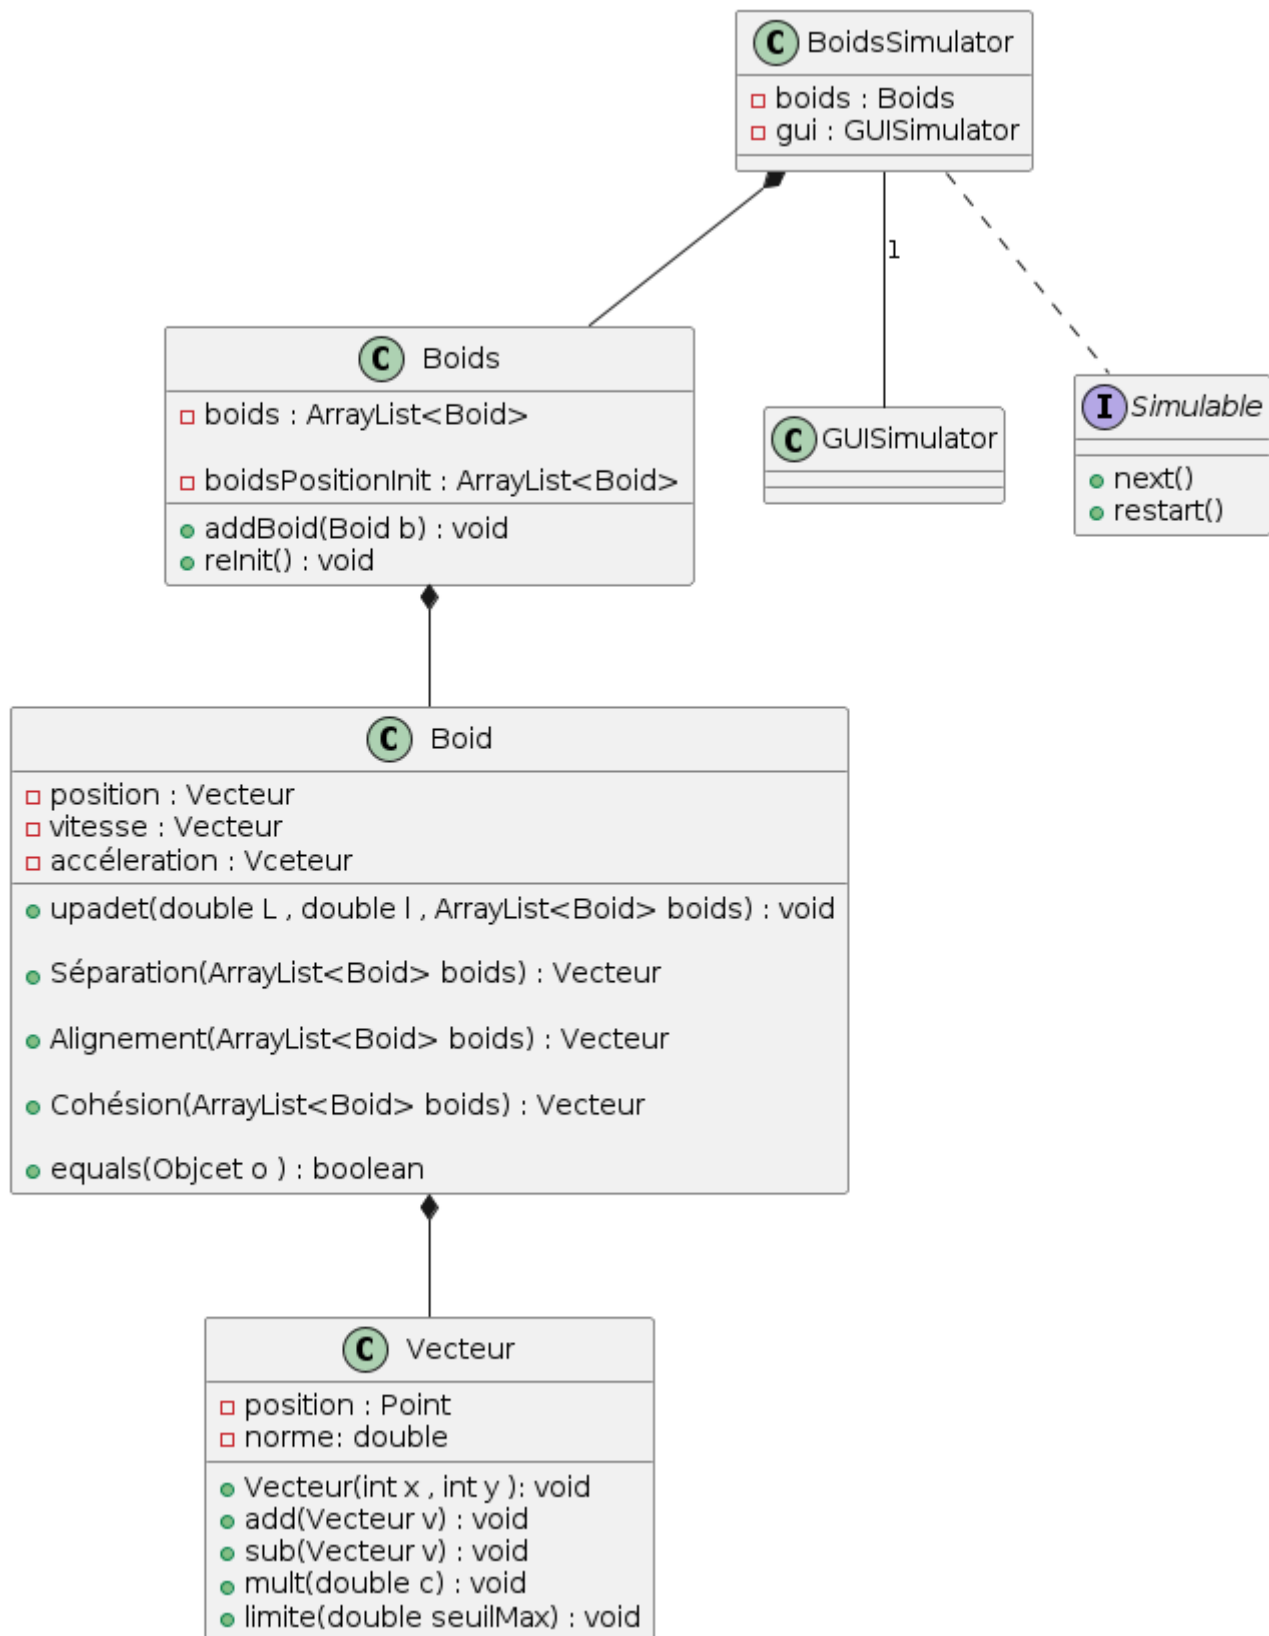 C BoidsSimulator
boids : Boids
gui : GUISimulator
1
C Boids
boids : ArrayList<Boid>
boidsPositionInit : ArrayList<Boid>
addBoid(Boid b) : void
reInit() : void
C GUISimulator
I Simulable
next()
restart()
C Boid
position : Vecteur
vitesse : Vecteur
accéleration : Vceteur
upadet(double L , double l , ArrayList<Boid> boids) : void
Séparation(ArrayList<Boid> boids) : Vecteur
Alignement(ArrayList<Boid> boids) : Vecteur
Cohésion(ArrayList<Boid> boids) : Vecteur
equals(Objcet o ) : boolean
C Vecteur
position : Point
norme: double
Vecteur(int x , int y ): void
add(Vecteur v) : void
sub(Vecteur v) : void
mult(double c) : void
limite(double seuilMax) : void